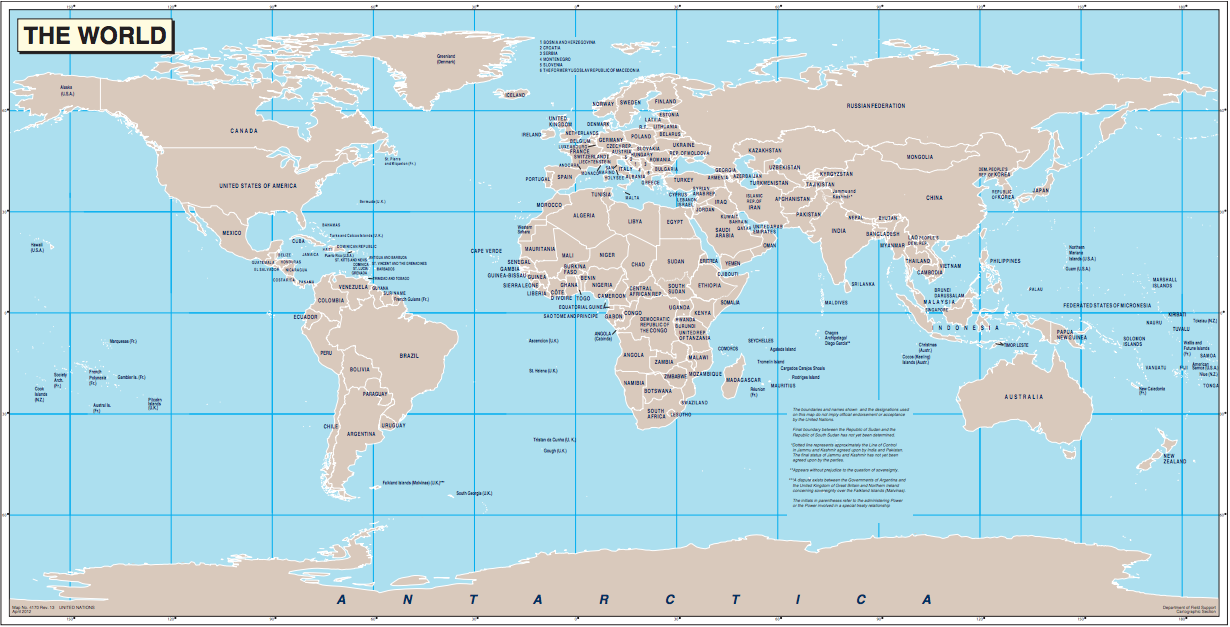 THE WORLD
1 BOSNIA AND HERZEGOVINA
2 CROATIA
3 SERBIA
4 MONTENEGRO
5 SLOVENIA
6 THE FORMER YUGOSLAV REPUBLIC OF MACEDONIA
Greenland
(Denmark)
Alaska
(U.S.A.)
ICELAND
NORWAY
SWEDEN
FINLAND
RUSSIAN FEDERATION
ESTONIA
LATVIA
LITHUANIA
R.F.
BELARUS
UNITED
KINGDOM
DENMARK
IRELAND
NETHERLANDS
BELGIUM
LUXEMBOURG
GERMANY
POLAND
CZECH REP.
SLOVAKIA
UKRAINE
REP. OF MOLDOVA
FRANCE
SWITZERLAND
LIECHTENSTEIN
AUSTRIA
HUNGARY
ROMANIA
BULGARIA
ANDORRA
MONACO
ITALY
HOLY SEE
ALBANIA
GREECE
PORTUGAL
SPAIN
MALTA
CANADA
St. Pierre
and Miquelon (Fr.)
UNITED STATES OF AMERICA
Bermuda (U.K.)
KAZAKHSTAN
MONGOLIA
GEORGIA
ARMENIA
AZERBAIJAN
UZBEKISTAN
TURKMENISTAN
KYRGYZSTAN
TAJIKISTAN
TURKEY
CYPRUS
LEBANON
ISRAEL
SYRIAN
ARAB REP.
JORDAN
IRAQ
ISLAMIC
REP. OF
IRAN
AFGHANISTAN
Jammu and
Kashmir*
PAKISTAN
CHINA
DEM. PEOPLE'S
REP. OF KOREA
REPUBLIC
OF KOREA
JAPAN
KUWAIT
BAHRAIN
QATAR
UNITED ARAB
EMIRATES
SAUDI
ARABIA
OMAN
YEMEN
NEPAL
BHUTAN
BANGLADESH
INDIA
MYANMAR
LAO PEOPLE'S
DEM. REP.
THAILAND
VIETNAM
CAMBODIA
PHILIPPINES
SRI LANKA
MALDIVES
BRUNEI
DARUSSALAM
MALAYSIA
SINGAPORE
INDONESIA
TIMOR LESTE
PALAU
Northern
Mariana
Islands (U.S.A.)
Guam (U.S.A.)
MARSHALL
ISLANDS
FEDERATED STATES OF MICRONESIA
KIRIBATI
NAURU
TUVALU
Tokelau (N.Z.)
PAPUA
NEW GUINEA
SOLOMON
ISLANDS
Wallis and
Futuna Islands
(Fr.)
SAMOA
American
Samoa (U.S.A.)
Niue (N.Z.)
VANUATU
FIJI
TONGA
New Caledonia
(Fr.)
AUSTRALIA
NEW
ZEALAND
Christmas
(Austr.)
Cocos (Keeling)
Islands (Austr.)
Hawaii
(U.S.A.)
MEXICO
BAHAMAS
Turks and Caicos Islands (U.K.)
CUBA
DOMINICAN REPUBLIC
HAITI
JAMAICA
Puerto Rico (U.S.A.)
ANTIGUA AND BARBUDA
ST. KITTS AND NEVIS
DOMINICA
ST. VINCENT AND THE GRENADINES
ST. LUCIA
BARBADOS
GRENADA
TRINIDAD AND TOBAGO
BELIZE
GUATEMALA
HONDURAS
EL SALVADOR
NICARAGUA
COSTA RICA
PANAMA
VENEZUELA
GUYANA
SURINAME
French Guiana (Fr.)
COLOMBIA
ECUADOR
PERU
BRAZIL
BOLIVIA
PARAGUAY
URUGUAY
CHILE
ARGENTINA
Falkland Islands (Malvinas) (U.K.)***
South Georgia (U.K.)
Marquesas (Fr.)
Society
Arch.
(Fr.)
French
Polynesia
(Fr.)
Gambier Is. (Fr.)
Cook
Islands
(N.Z.)
Austral Is.
(Fr.)
Pitcairn
Islands
(U.K.)
MOROCCO
TUNISIA
ALGERIA
LIBYA
EGYPT
Western
Sahara
MAURITANIA
MALI
NIGER
CHAD
SUDAN
ERITREA
DJIBOUTI
CAPE VERDE
SENEGAL
GAMBIA
GUINEA-BISSAU
GUINEA
SIERRA LEONE
LIBERIA
BURKINA
FASO
CÔTE
D'IVOIRE
GHANA
TOGO
BENIN
NIGERIA
CAMEROON
CENTRAL
AFRICAN REP.
SOUTH
SUDAN
ETHIOPIA
SOMALIA
EQUATORIAL GUINEA
SAO TOME AND PRINCIPE
GABON
CONGO
DEMOCRATIC
REPUBLIC OF
THE CONGO
UGANDA
KENYA
RWANDA
BURUNDI
UNITED REP.
OF TANZANIA
ANGOLA
(Cabinda)
ANGOLA
ZAMBIA
MALAWI
MOZAMBIQUE
ZIMBABWE
NAMIBIA
BOTSWANA
SOUTH
AFRICA
LESOTHO
SWAZILAND
COMOROS
MADAGASCAR
SEYCHELLES
Agalega Island
Tromelin Island
Cargados Carajos Shoals
Rodriges Island
MAURITIUS
Réunion
(Fr.)
Chagos
Archipelago/
Diego Garcia**
Ascension (U.K.)
St. Helena (U.K.)
Tristan da Cunha (U.K.)
Gough (U.K.)
The boundaries and names shown and the designations used
on this map do not imply official endorsement or acceptance
by the United Nations.
Final boundary between the Republic of Sudan and the
Republic of South Sudan has not yet been determined.
*Dotted line represents approximately the Line of Control
in Jammu and Kashmir agreed upon by India and Pakistan.
The final status of Jammu and Kashmir has not yet been
agreed upon by the parties.
**Appears without prejudice to the question of sovereignty.
***A dispute exists between the Governments of Argentina and
the United Kingdom of Great Britain and Northern Ireland
concerning sovereignty over the Falkland Islands (Malvinas).
The initials in parentheses refer to the administering Power
or the Power involved in a special treaty relationship.
ANTARCTICA
Map No. 4170 Rev. 13 UNITED NATIONS
April 2012
Department of Field Support
Cartographic Section